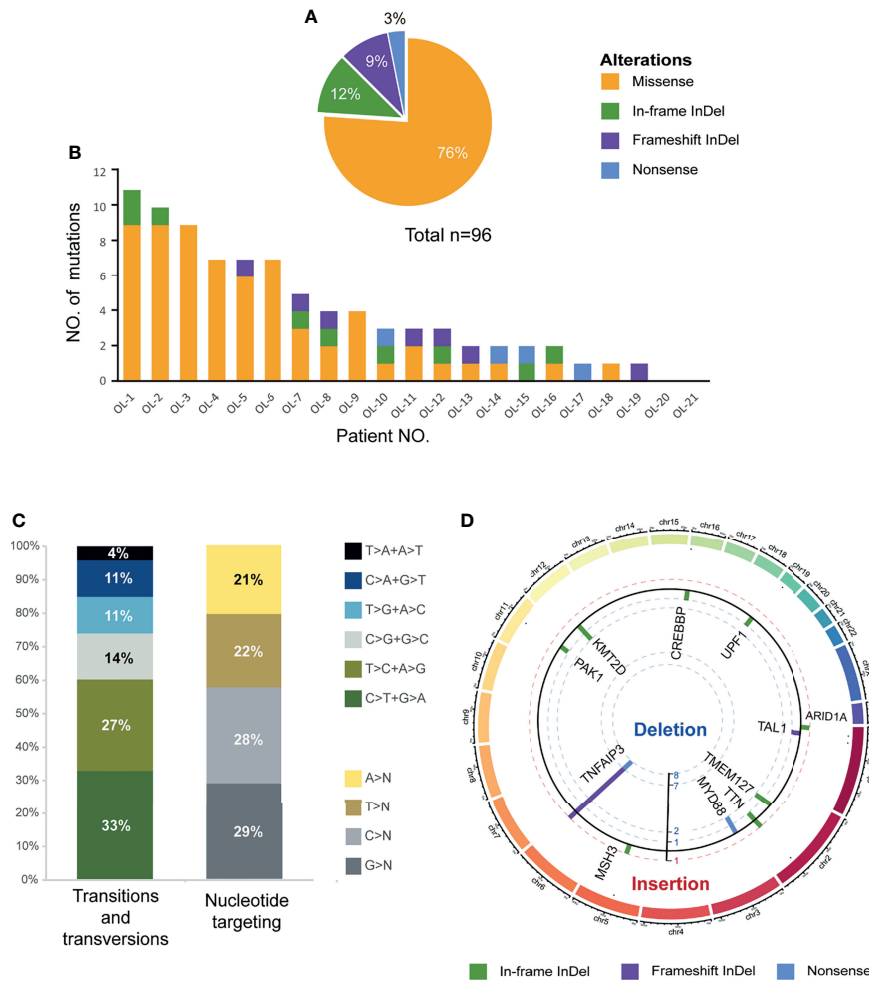 A
3%
9%
12%
76%
Total n=96
Alterations
Missense
In-frame InDel
Frameshift InDel
Nonsense
B
NO. of mutations
12
10
8
6
4
2
0
OL-1
OL-2
OL-3
OL-4
OL-5
OL-6
OL-7
OL-8
OL-9
OL-10
OL-11
OL-12
OL-13
OL-14
OL-15
OL-16
OL-17
OL-18
OL-19
OL-20
OL-21
Patient NO.
C
100%
90%
80%
70%
60%
50%
40%
30%
20%
10%
0%
4%
11%
11%
14%
27%
33%
21%
22%
28%
29%
Transitions
and
transversions
Nucleotide
targeting
T>A+A>T
C>A+G>T
T>G+A>C
C>G+G>C
T>C+A>G
C>T+G>A
A>N
T>N
C>N
G>N
D
chr15
chr16
chr17
chr18
chr19
chr20
chr21
chr22
chr2
chr3
chr4
chr5
chr6
chr7
chr8
chr9
chr10
chr11
chr12
chr13
chr14
CREBBP
UPF1
KMT2D
PAK1
TAL1
ARID1A
TMEM127
TTN
MYD88
TNFAIP3
MSH3
Deletion
8
7
2
1
1
Insertion
In-frame InDel
Frameshift InDel
Nonsense